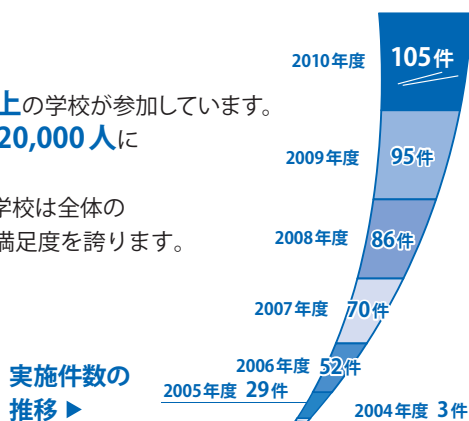 上の学校が参加しています。
20,000人に
学校は全体の
満足度を誇ります。
実施件数の
推移▶
2010年度 105件
2009年度 95件
2008年度 86件
2007年度 70件
2006年度 52件
2005年度 29件
2004年度 3件